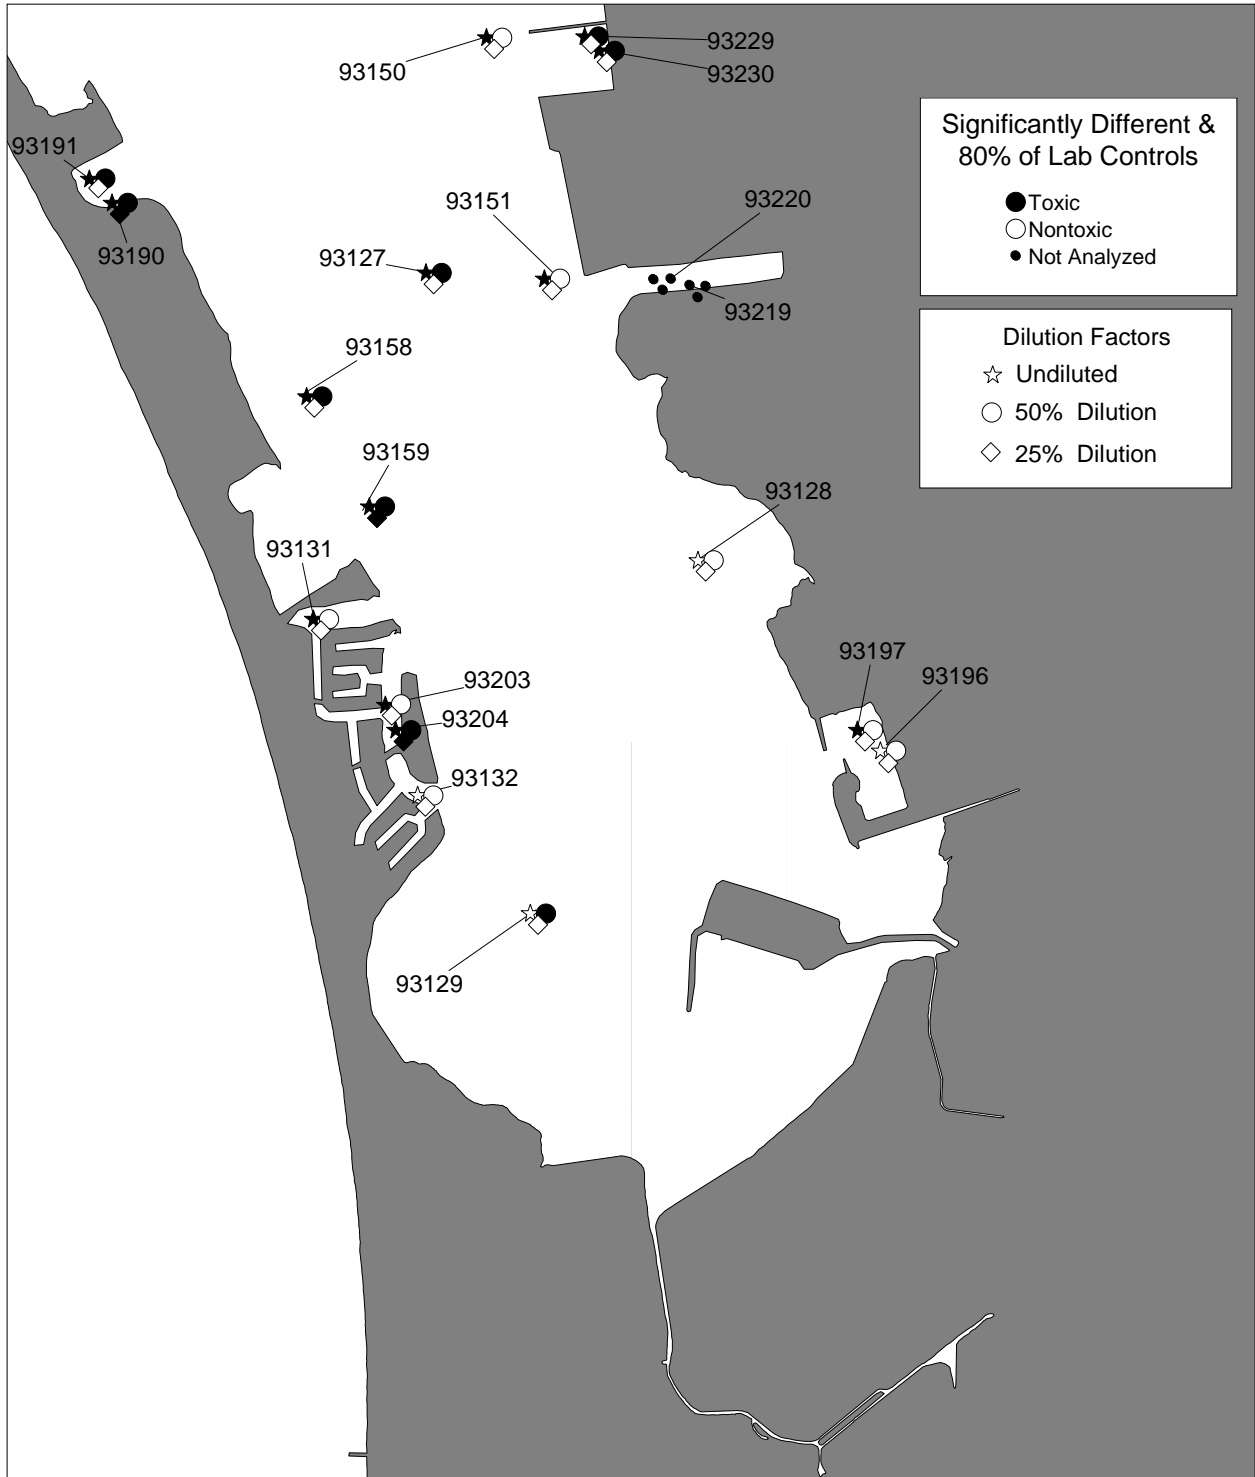 93150
93229
93230
Significantly Different &
80% of Lab Controls
Toxic
Nontoxic
Not Analyzed
93191
93190
93151
93220
93127
93219
Dilution Factors
Undiluted
50% Dilution
25% Dilution
93158
93159
93128
93131
93197
93196
93203
93204
93132
93129